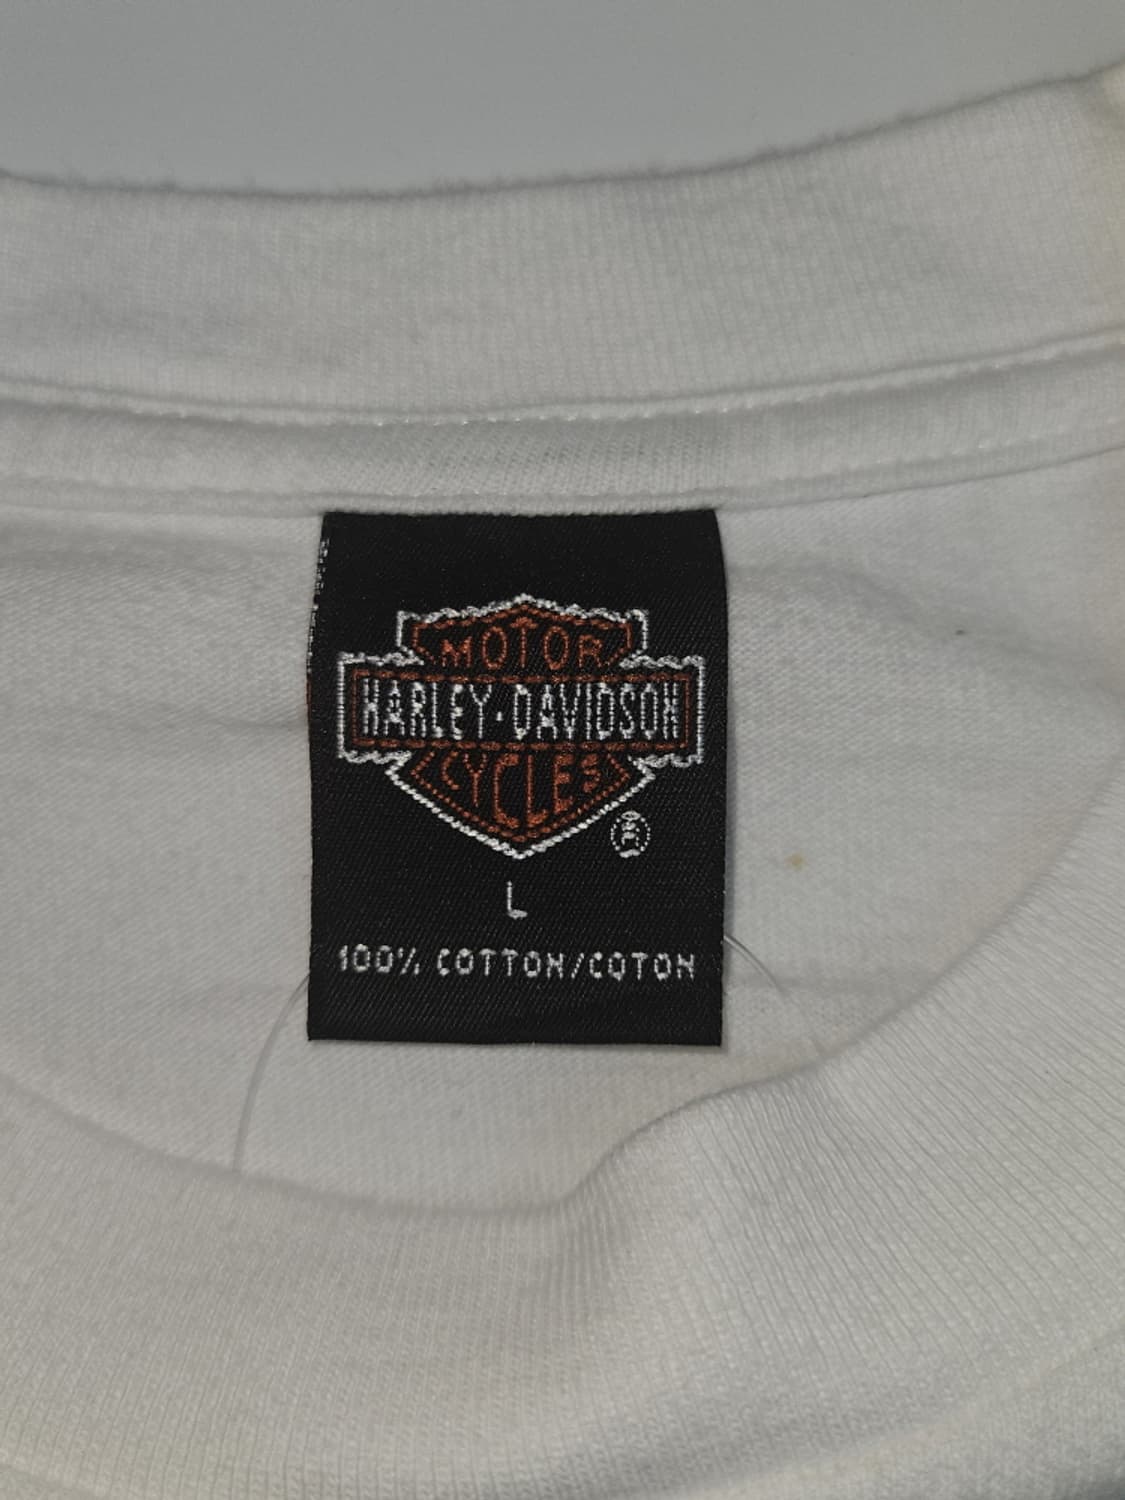 MOTOR
HARLEY-DAVIDSON
CYCLES
®
L
100% COTTON/COTON